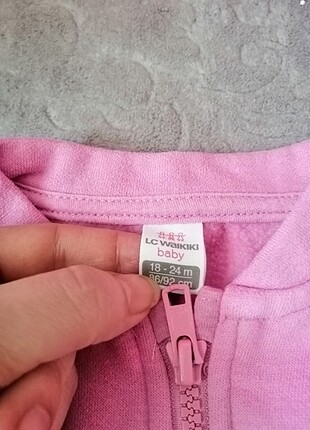 LC WAIKIKI
baby
18 - 24 m
86/92 cm